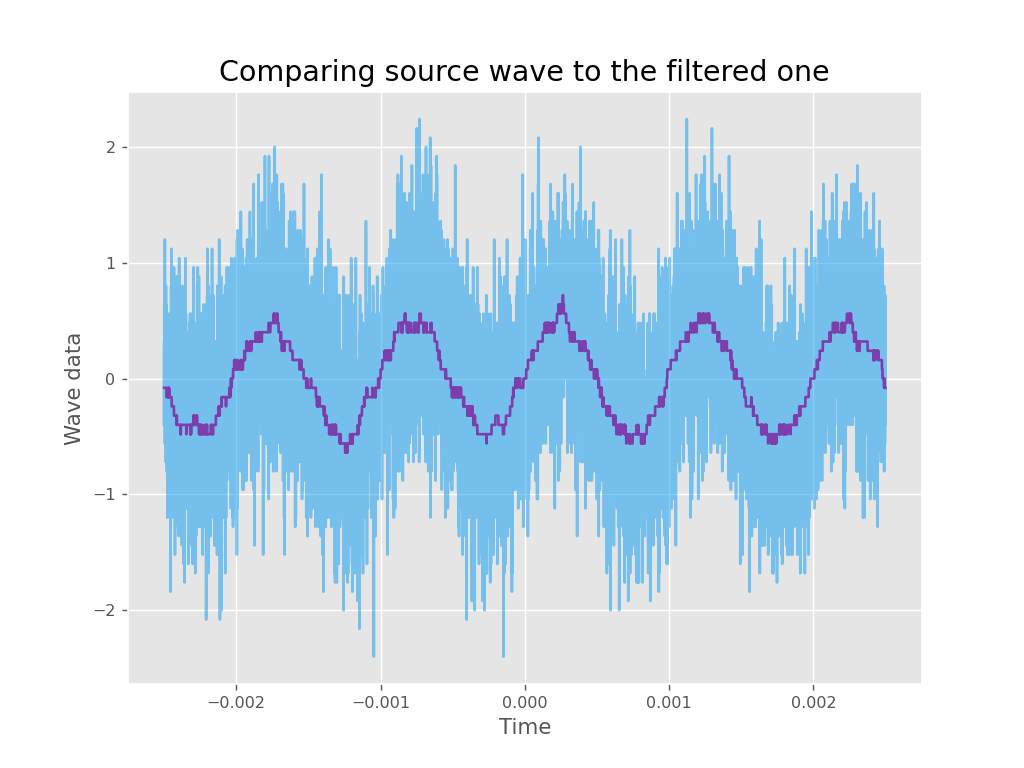 Comparing source wave to the filtered one
Wave data
2
1
0
−1
−2
−0.002 −0.001 0.000 0.001 0.002
Time